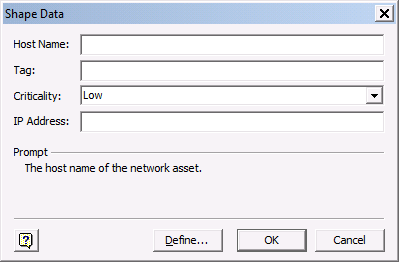 Shape Data
Host Name:
Tag:
Criticality: Low
IP Address:
Prompt
The host name of the network asset.
? Define... OK Cancel